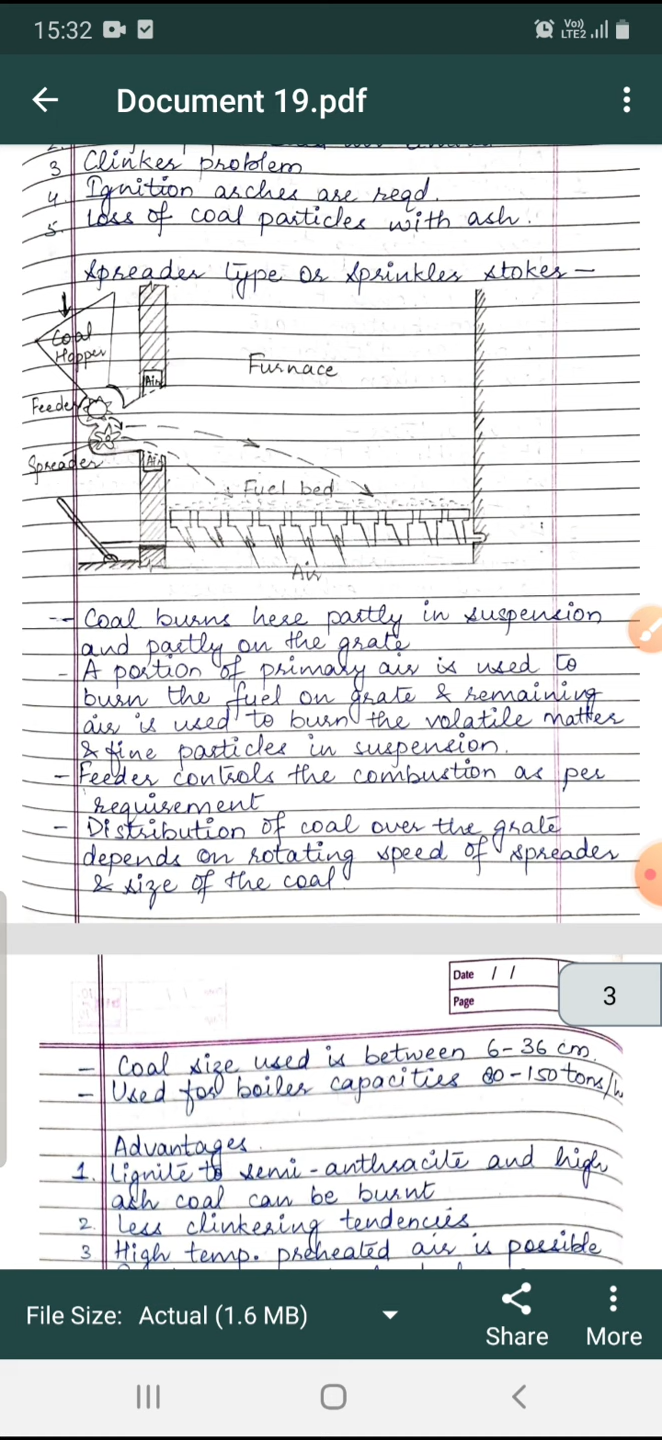 15:32
Vo))
LTE2
Document 19.pdf
3 Clinker problem
4. Ignition arches are reqd.
5. Loss of coal particles with ash.
Spreader type or Sprinkler stoker -
Coal
Hopper
Air
Furnace
Feeder
Spreader
Air
Fuel bed
Air
- Coal burns here partly in suspension
and partly on the grate
- A portion of primary air is used to
burn the fuel on grate & remaining
air is used to burn the volatile matter
& fine particles in suspension.
- Feeder controls the combustion as per
requirement
- Distribution of coal over the grate
depends on rotating speed of spreader
& size of the coal
Date / /
Page
3
- Coal size used is between 6-36 cm.
- Used for boiler capacities 80-150 tons/h
Advantages.
1. Lignite to semi-anthracite and high
ash coal can be burnt
2. Less clinkering tendencies
3 High temp. preheated air is possible
File Size: Actual (1.6 MB)
Share
More